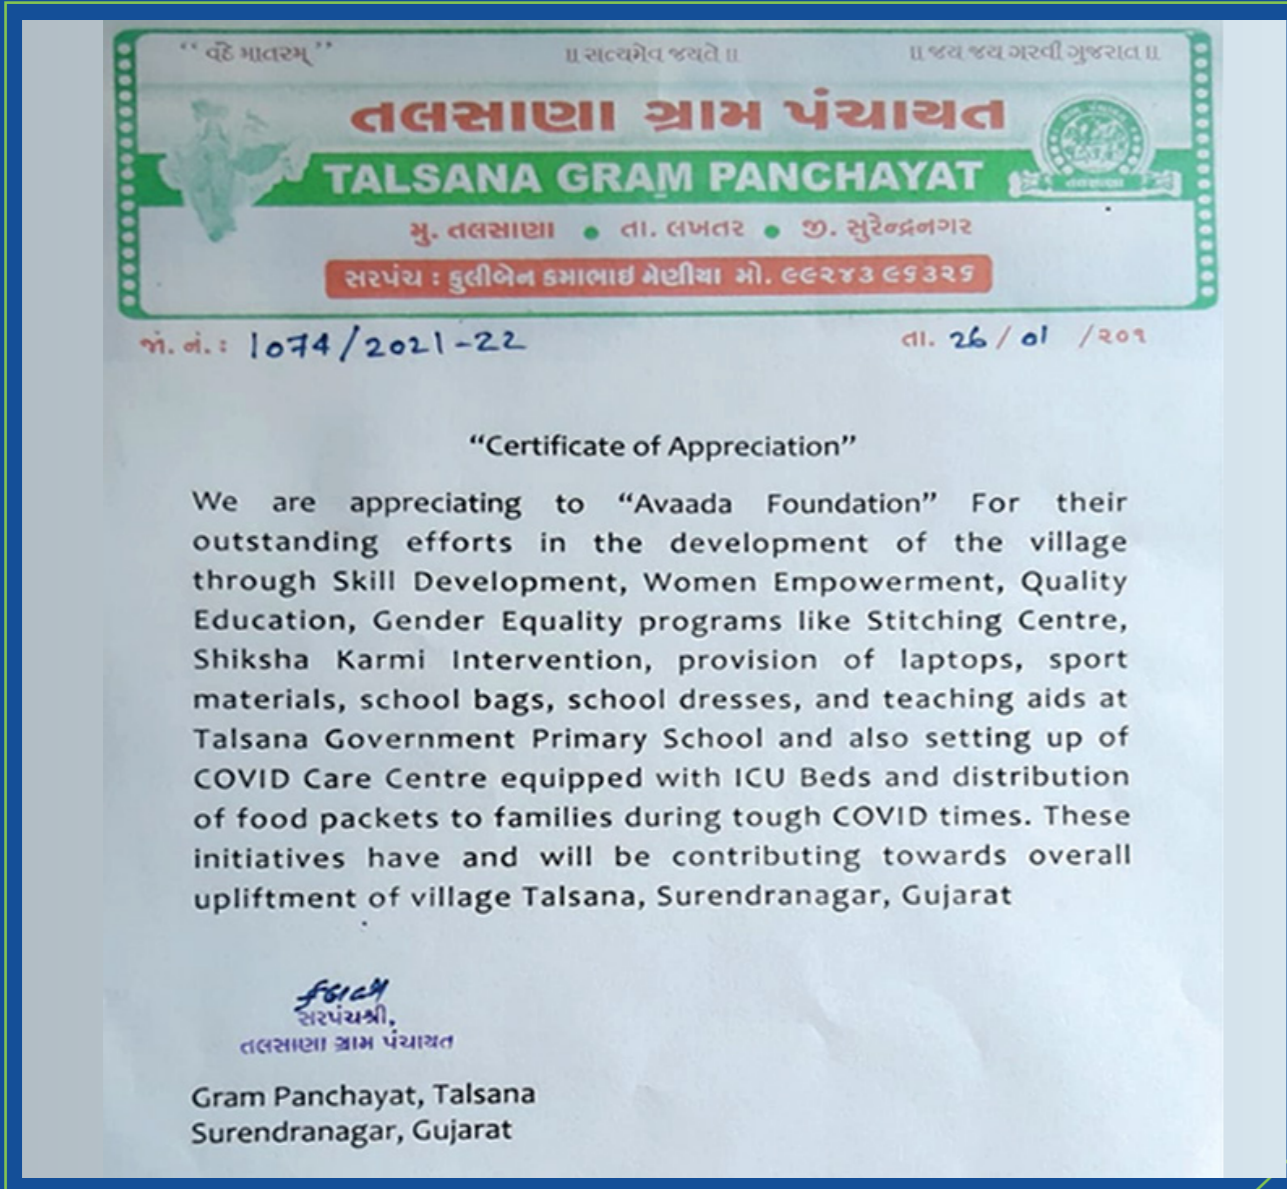 “ વંદે માતરમ્ ”
॥ સત્યમેવ જયતે ॥
॥ જય જય ગરવી ગુજરાત ॥
તલસાણા ગ્રામ પંચાયત
TALSANA GRAM PANCHAYAT
તલસાણા
મુ. તલસાણા ● તા. લખતર ● જી. સુરેન્દ્રનગર
સરપંચ : કુલીબેન કમાભાઇ મેણીયા મો. ૯૯૨૪૩ ૯૬૩૨૬
જા. નં. : 1074/2021-22
તા. 26/01 /૨૦૧
“Certificate of Appreciation”
We are appreciating to “Avaada Foundation” For their
outstanding efforts in the development of the village
through Skill Development, Women Empowerment, Quality
Education, Gender Equality programs like Stitching Centre,
Shiksha Karmi Intervention, provision of laptops, sport
materials, school bags, school dresses, and teaching aids at
Talsana Government Primary School and also setting up of
COVID Care Centre equipped with ICU Beds and distribution
of food packets to families during tough COVID times. These
initiatives have and will be contributing towards overall
upliftment of village Talsana, Surendranagar, Gujarat
સરપંચશ્રી,
તલસાણા ગ્રામ પંચાયત
Gram Panchayat, Talsana
Surendranagar, Gujarat